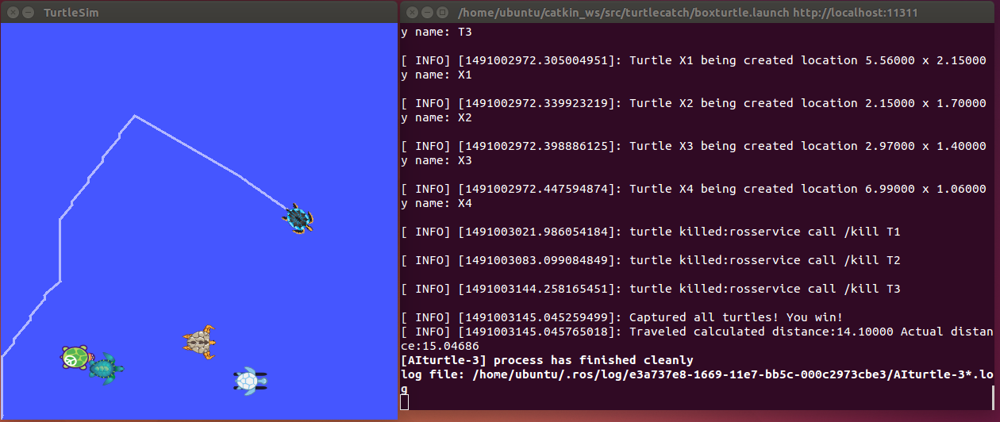 TurtleSim
/home/ubuntu/catkin_ws/src/turtlecatch/boxturtle.launch http://localhost:11311
y name: T3
[ INFO] [1491002972.305004951]: Turtle X1 being created location 5.56000 x 2.15000
y name: X1
[ INFO] [1491002972.339923219]: Turtle X2 being created location 2.15000 x 1.70000
y name: X2
[ INFO] [1491002972.398886125]: Turtle X3 being created location 2.97000 x 1.40000
y name: X3
[ INFO] [1491002972.447594874]: Turtle X4 being created location 6.99000 x 1.06000
y name: X4
[ INFO] [1491003021.986054184]: turtle killed:rosservice call /kill T1
[ INFO] [1491003083.099084849]: turtle killed:rosservice call /kill T2
[ INFO] [1491003144.258165451]: turtle killed:rosservice call /kill T3
[ INFO] [1491003145.045259499]: Captured all turtles! You win!
[ INFO] [1491003145.045765018]: Traveled calculated distance:14.10000 Actual distan
ce:15.04686
[AIturtle-3] process has finished cleanly
log file: /home/ubuntu/.ros/log/e3a737e8-1669-11e7-bb5c-000c2973cbe3/AIturtle-3*.lo
g